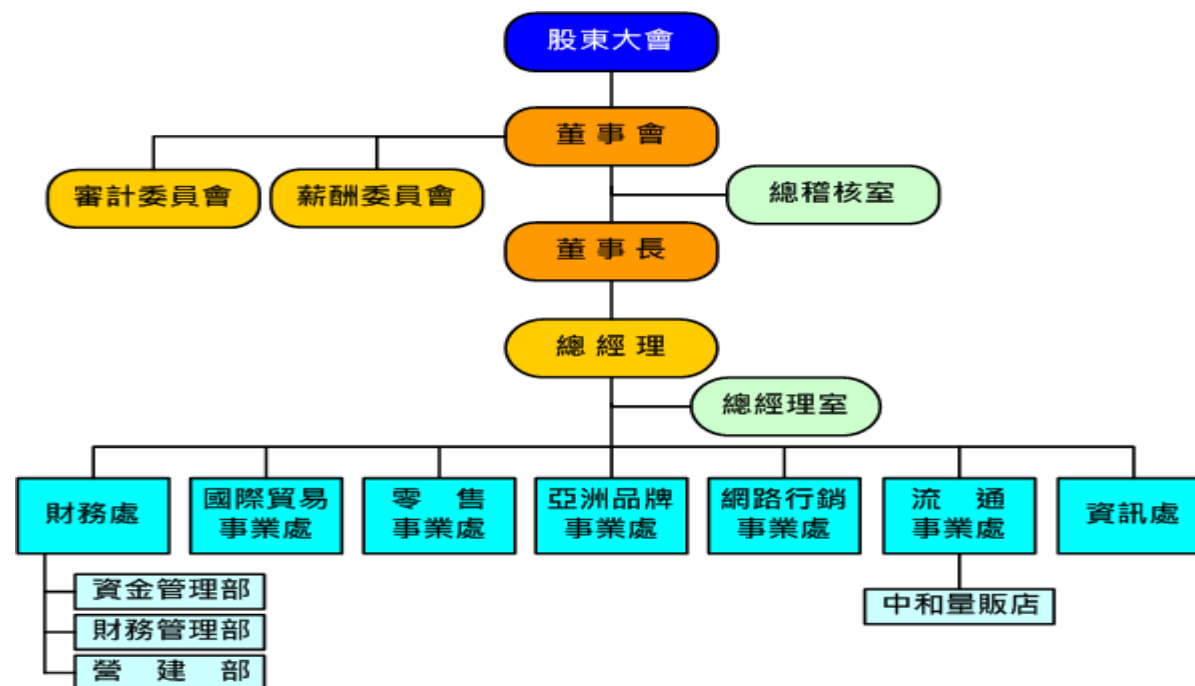 股東大會
董事會
審計委員會
薪酬委員會
總稽核室
董事長
總經理
總經理室
財務處
國際貿易
事業處
零售
事業處
亞洲品牌
事業處
網路行銷
事業處
流通
事業處
資訊處
資金管理部
財務管理部
營建部
中和量販店